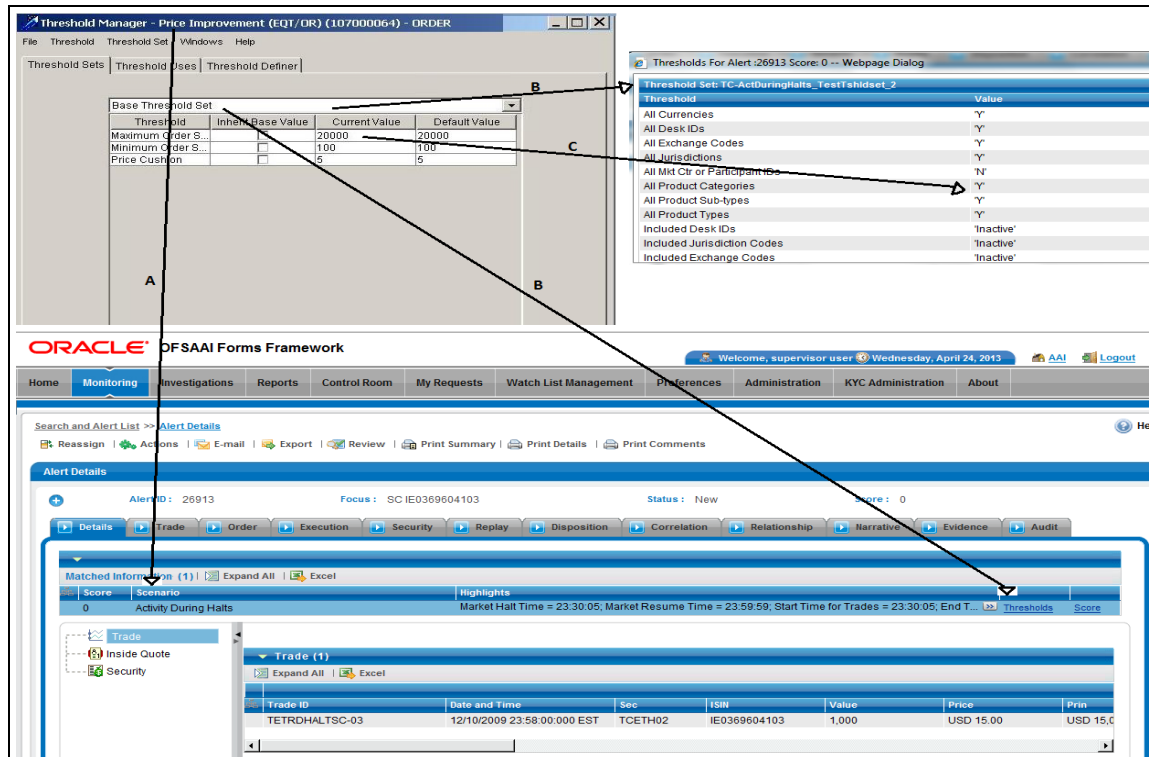 Threshold Manager - Price Improvement (EQT/OR) (107000064) - ORDER
File Threshold Threshold Set Windows Help
Threshold Sets Threshold Uses Threshold Definer
Base Threshold Set
Threshold Inherit Base Value Current Value Default Value
Maximum Order S... 20000 20000
Minimum Order S... 100 100
Price Cushion 5 5
A
B
B
C
Thresholds For Alert :26913 Score: 0 -- Webpage Dialog
Threshold Set: TC-ActDuringHalts_TestTshldset_2
Threshold Value
All Currencies 'Y'
All Desk IDs 'Y'
All Exchange Codes 'Y'
All Jurisdictions 'Y'
All Mkt Ctr or Participant IDs 'N'
All Product Categories 'Y'
All Product Sub-types 'Y'
All Product Types 'Y'
Included Desk IDs 'Inactive'
Included Jurisdiction Codes 'Inactive'
Included Exchange Codes 'Inactive'
ORACLE OFSAAI Forms Framework
Welcome, supervisor user Wednesday, April 24, 2013 AAI Logout
Home Monitoring Investigations Reports Control Room My Requests Watch List Management Preferences Administration KYC Administration About
Search and Alert List >> Alert Details He
Reassign | Actions | E-mail | Export | Review | Print Summary | Print Details | Print Comments
Alert Details
Alert ID : 26913 Focus : SC IE0369604103 Status : New Score : 0
Details Trade Order Execution Security Replay Disposition Correlation Relationship Narrative Evidence Audit
Matched Information (1) | Expand All | Excel
Score Scenario Highlights
0 Activity During Halts Market Halt Time = 23:30:05; Market Resume Time = 23:59:59; Start Time for Trades = 23:30:05; End T... >> Thresholds Score
Trade
Inside Quote
Security
Trade (1)
Expand All | Excel
Trade ID Date and Time Sec ISIN Value Price Prin
TETRDHALTSC-03 12/10/2009 23:58:00:000 EST TCETH02 IE0369604103 1,000 USD 15.00 USD 15,0